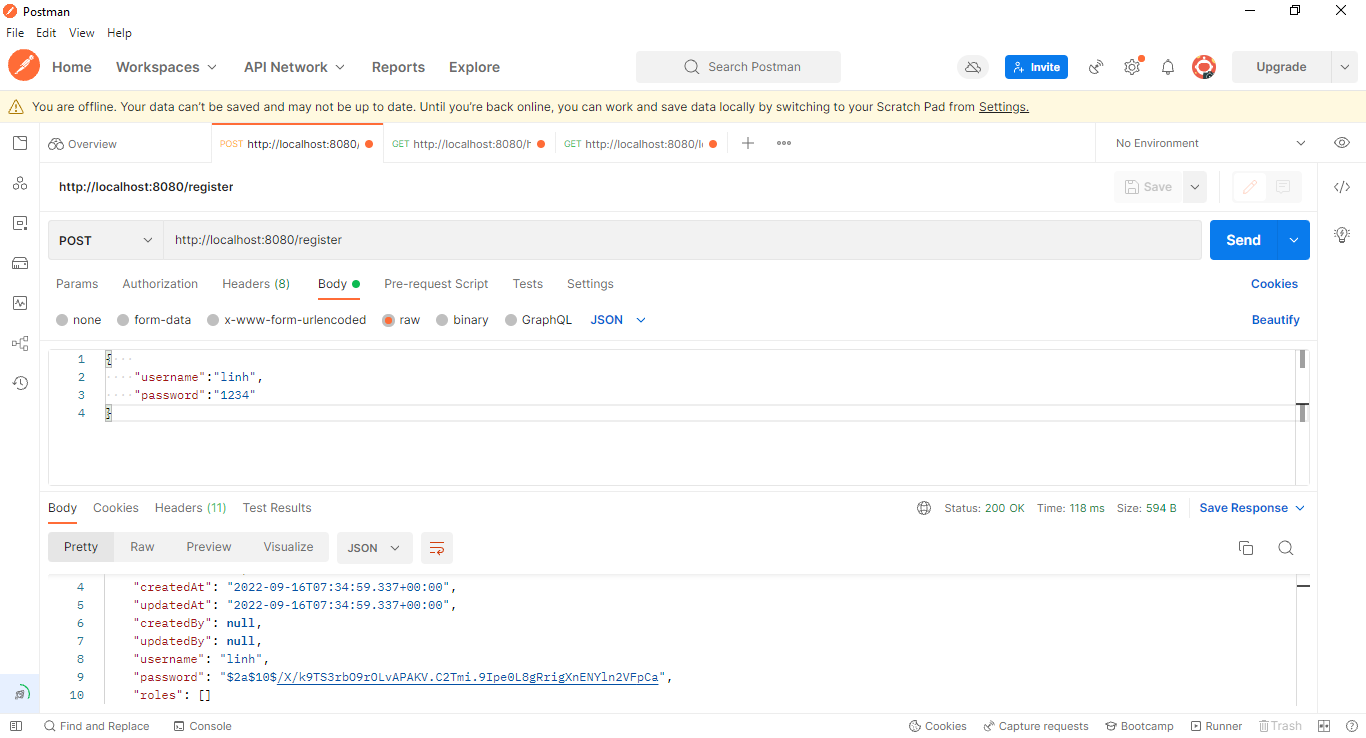 Postman
File Edit View Help
Home Workspaces API Network Reports Explore Search Postman Invite Upgrade
You are offline. Your data can't be saved and may not be up to date. Until you're back online, you can work and save data locally by switching to your Scratch Pad from Settings.
Overview POST http://localhost:8080/ GET http://localhost:8080/h GET http://localhost:8080/l No Environment
http://localhost:8080/register Save
POST http://localhost:8080/register Send
Params Authorization Headers (8) Body Pre-request Script Tests Settings Cookies
none form-data x-www-form-urlencoded raw binary GraphQL JSON Beautify
1 {
2 "username":"linh",
3 "password":"1234"
4 }
Body Cookies Headers (11) Test Results Status: 200 OK Time: 118 ms Size: 594 B Save Response
Pretty Raw Preview Visualize JSON
4 "createdAt": "2022-09-16T07:34:59.337+00:00",
5 "updatedAt": "2022-09-16T07:34:59.337+00:00",
6 "createdBy": null,
7 "updatedBy": null,
8 "username": "linh",
9 "password": "$2a$10$/X/k9TS3rbO9rOLvAPAKV.C2Tmi.9Ipe0L8gRrigXnENYln2VFpCa",
10 "roles": []
Find and Replace Console Cookies Capture requests Bootcamp Runner Trash